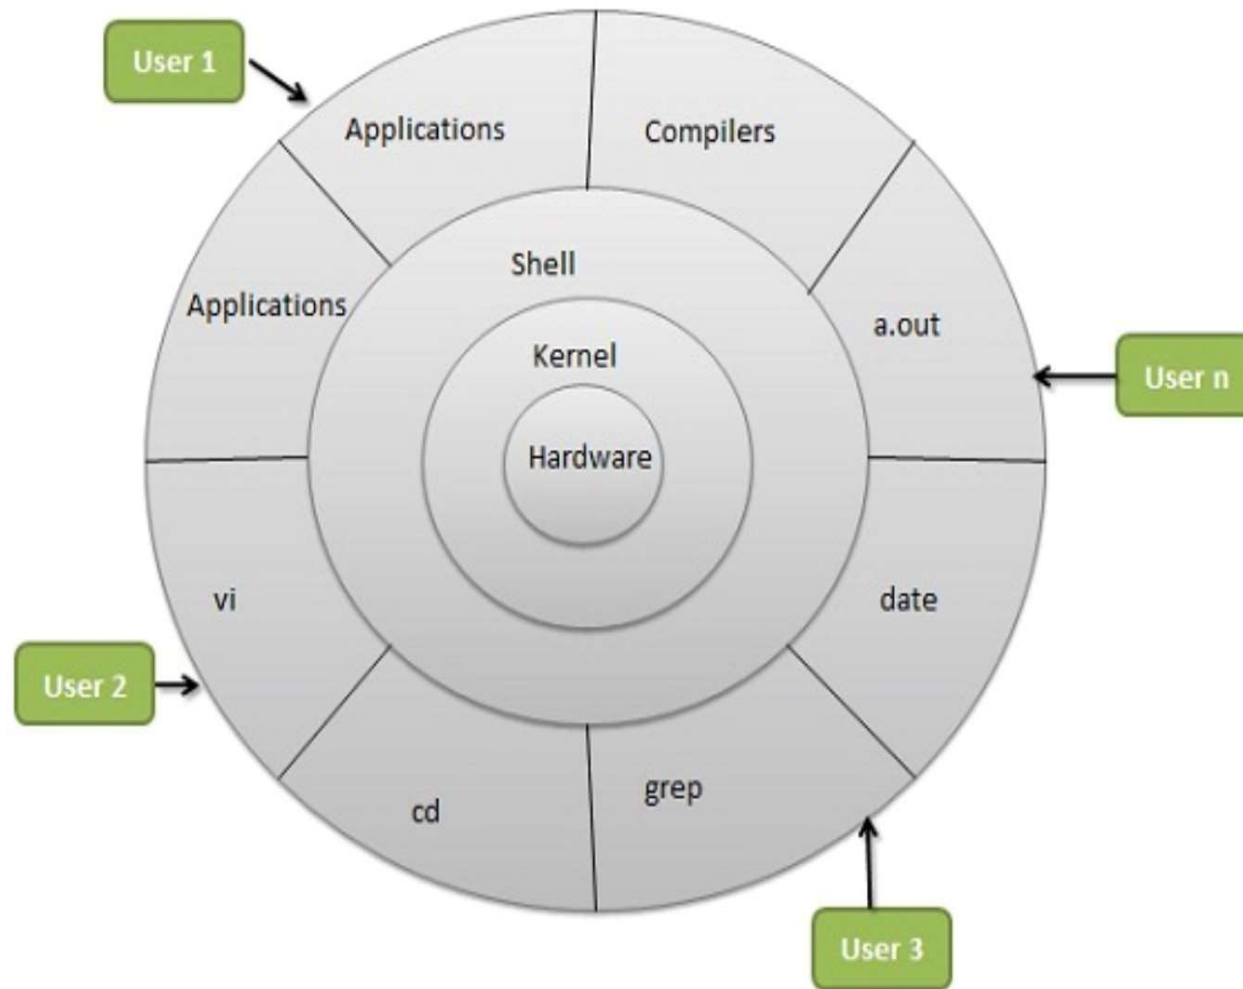 User 1
Applications
Compilers
Shell
Applications
a.out
Kernel
User n
Hardware
vi
date
User 2
cd
grep
User 3